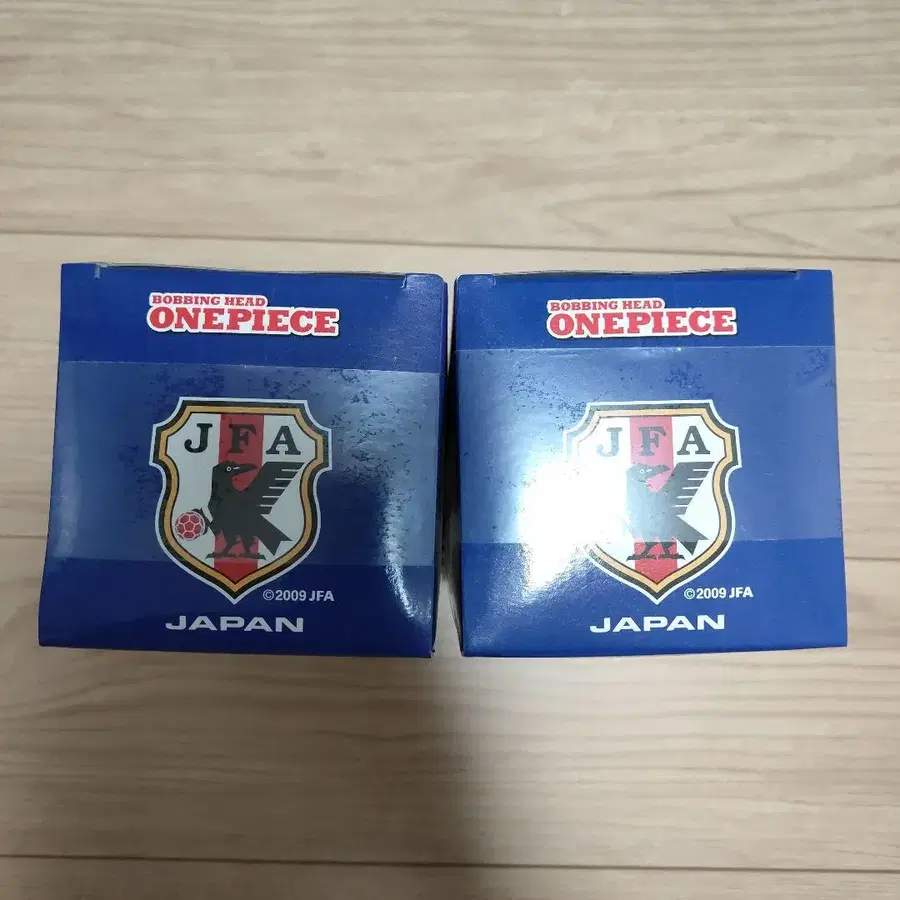 BOBBING HEAD
ONEPIECE
JFA
©2009 JFA
JAPAN
BOBBING HEAD
ONEPIECE
JFA
©2009 JFA
JAPAN